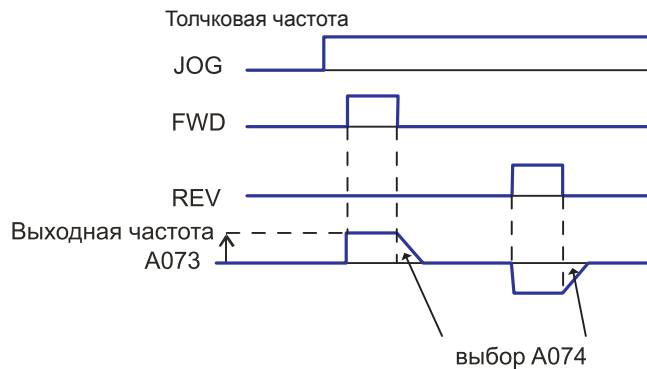 Толчковая частота
JOG
FWD
REV
Выходная частота
A073
выбор A074